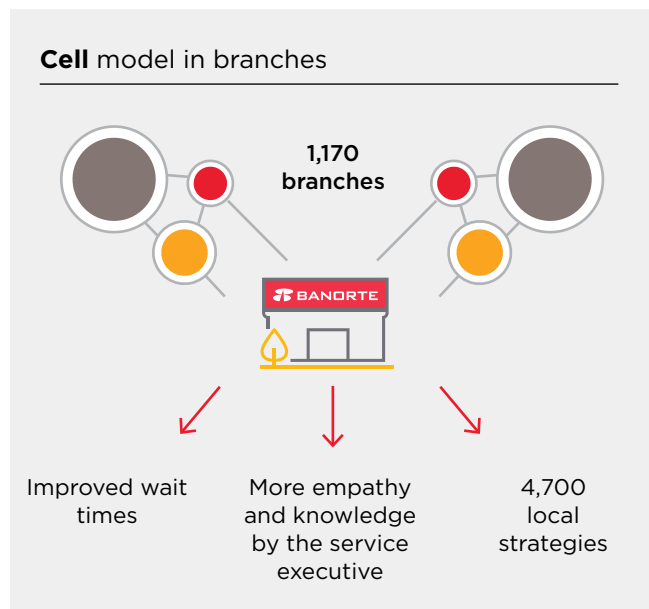 Cell model in branches
1,170
branches
BANORTE
Improved wait
times
More empathy
and knowledge
by the service
executive
4,700
local
strategies